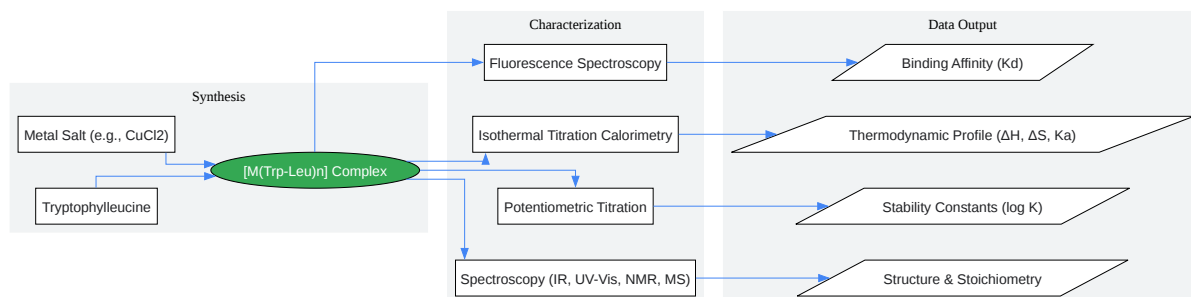 Characterization
Data Output
Fluorescence Spectroscopy
Binding Affinity (Kd)
Synthesis
Metal Salt (e.g., CuCl2)
Isothermal Titration Calorimetry
Thermodynamic Profile (ΔH, ΔS, Ka)
[M(Trp-Leu)n] Complex
Tryptophylleucine
Potentiometric Titration
Stability Constants (log K)
Spectroscopy (IR, UV-Vis, NMR, MS)
Structure & Stoichiometry